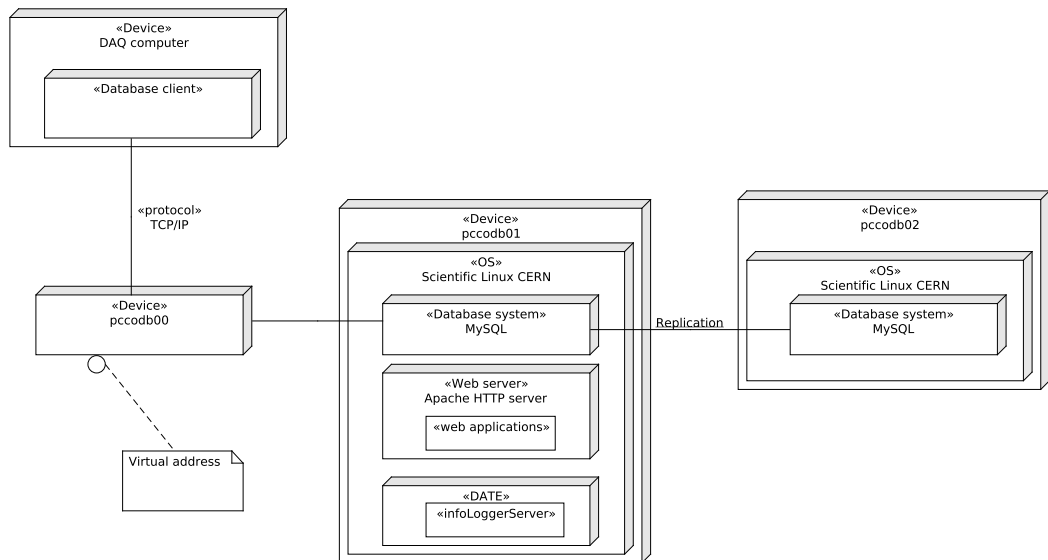 «Device»
DAQ computer
«Database client»
«protocol»
TCP/IP
«Device»
pccodb00
Virtual address
«Device»
pccodb01
«OS»
Scientific Linux CERN
«Database system»
MySQL
«Web server»
Apache HTTP server
«web applications»
«DATE»
«infoLoggerServer»
Replication
«Device»
pccodb02
«OS»
Scientific Linux CERN
«Database system»
MySQL